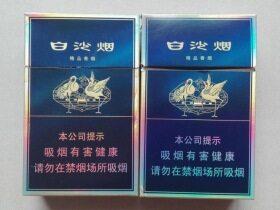 白沙烟
精品香烟
本公司提示
吸烟有害健康
请勿在禁烟场所吸烟
白沙烟
精品香烟
本公司提示
吸烟有害健康
请勿在禁烟场所吸烟